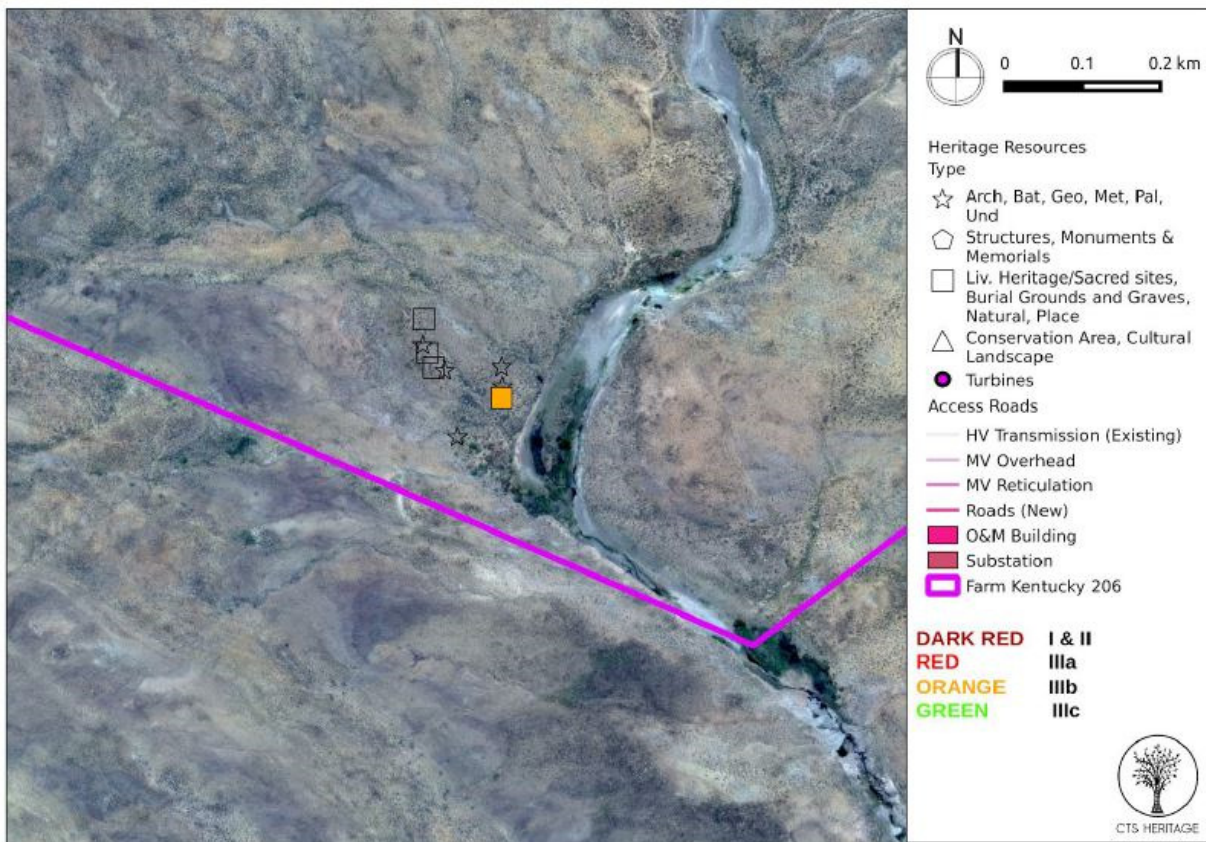 N
0 0.1 0.2 km
Heritage Resources
Type
Arch, Bat, Geo, Met, Pal,
Und
Structures, Monuments &
Memorials
Liv. Heritage/Sacred sites,
Burial Grounds and Graves,
Natural, Place
Conservation Area, Cultural
Landscape
Turbines
Access Roads
HV Transmission (Existing)
MV Overhead
MV Reticulation
Roads (New)
O&M Building
Substation
Farm Kentucky 206
DARK RED I & II
RED IIIa
ORANGE IIIb
GREEN IIIc
CTS HERITAGE